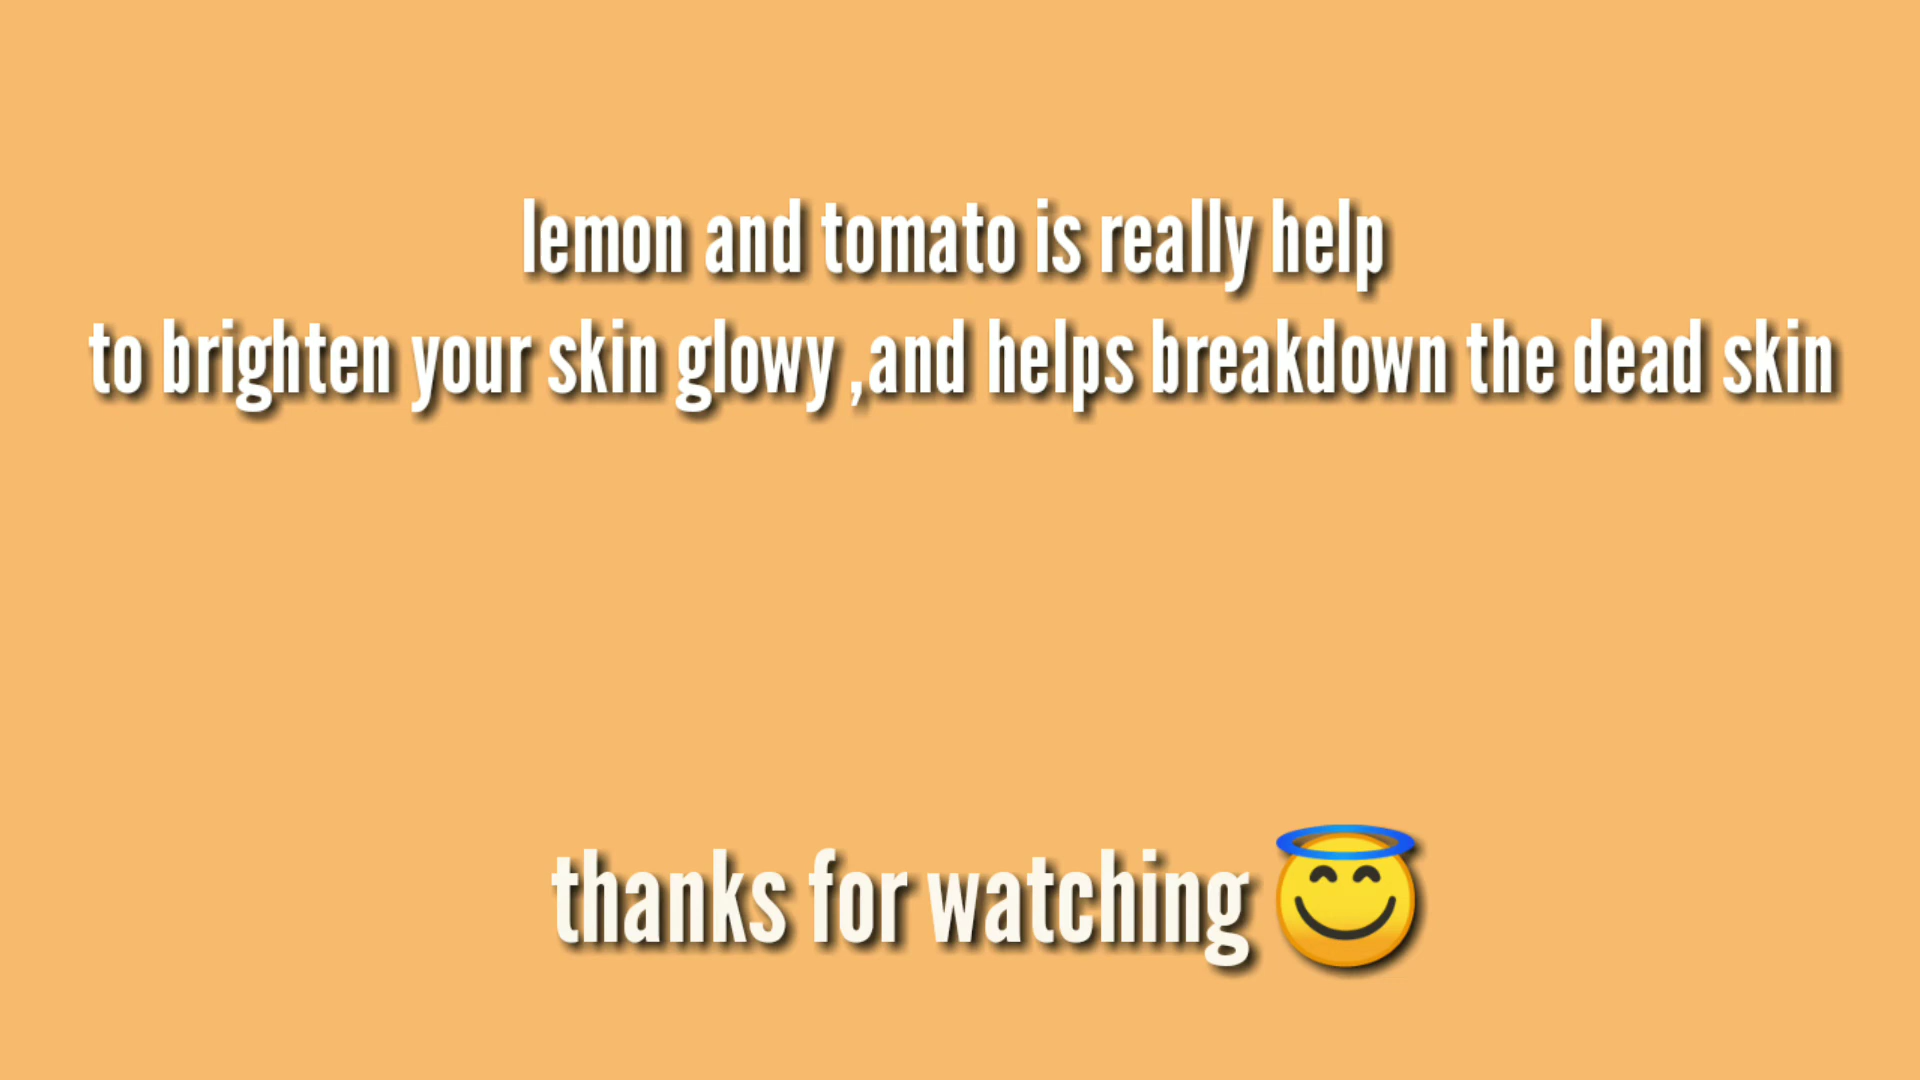 lemon and tomato is really help
to brighten your skin glowy ,and helps breakdown the dead skin
thanks for watching 😇